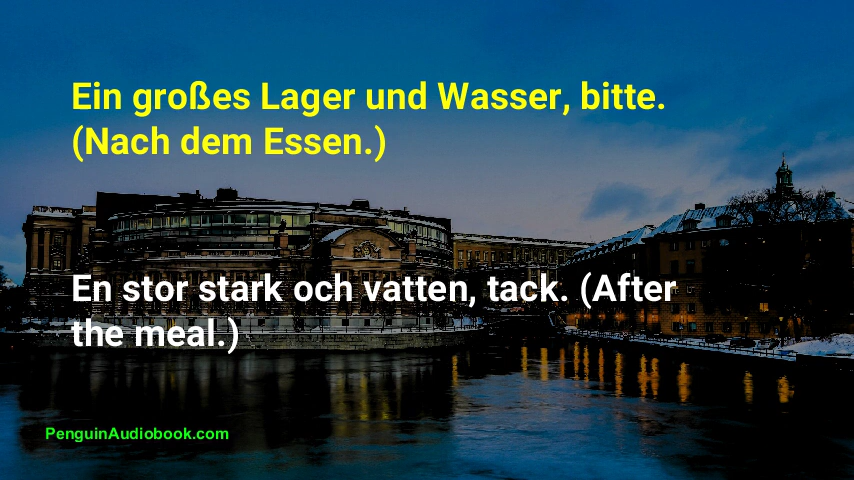 Ein großes Lager und Wasser, bitte.
(Nach dem Essen.)
En stor stark och vatten, tack. (After
the meal.)
PenguinAudiobook.com